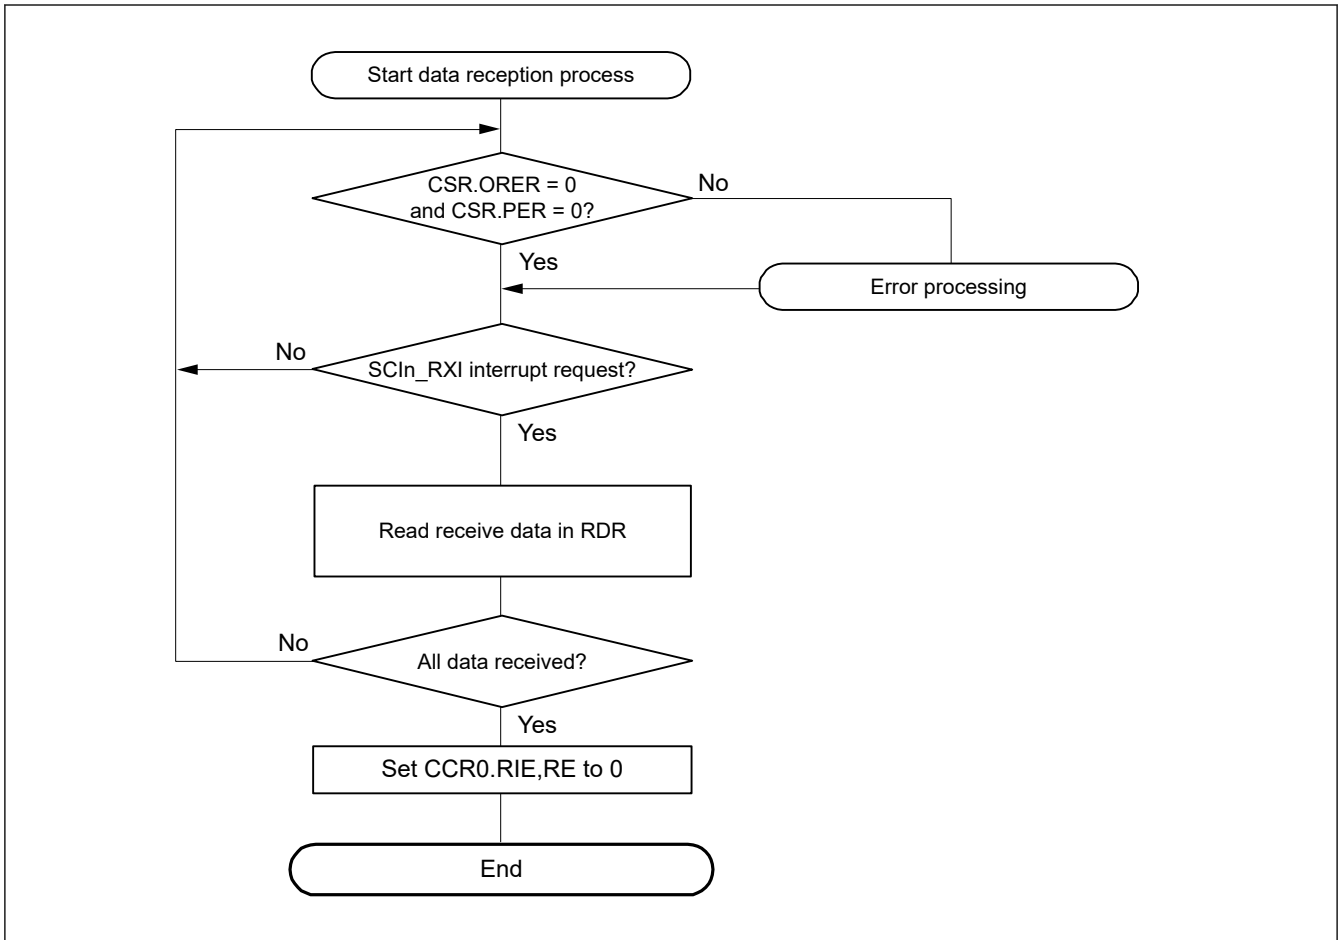 Start data reception process
CSR.ORER = 0
and CSR.PER = 0?
No
Yes
Error processing
No
SCIn_RXI interrupt request?
Yes
Read receive data in RDR
No
All data received?
Yes
Set CCR0.RIE,RE to 0
End